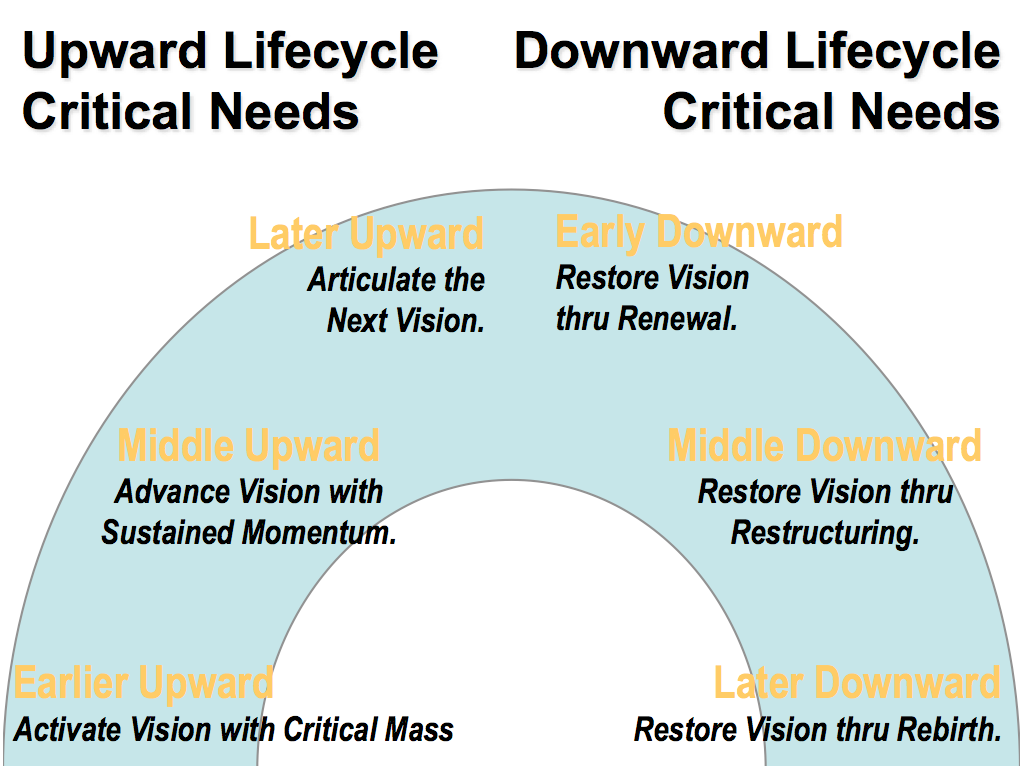 Upward Lifecycle
Critical Needs
Downward Lifecycle
Critical Needs
Later Upward
Articulate the
Next Vision.
Early Downward
Restore Vision
thru Renewal.
Middle Upward
Advance Vision with
Sustained Momentum.
Middle Downward
Restore Vision thru
Restructuring.
Earlier Upward
Activate Vision with Critical Mass
Later Downward
Restore Vision thru Rebirth.